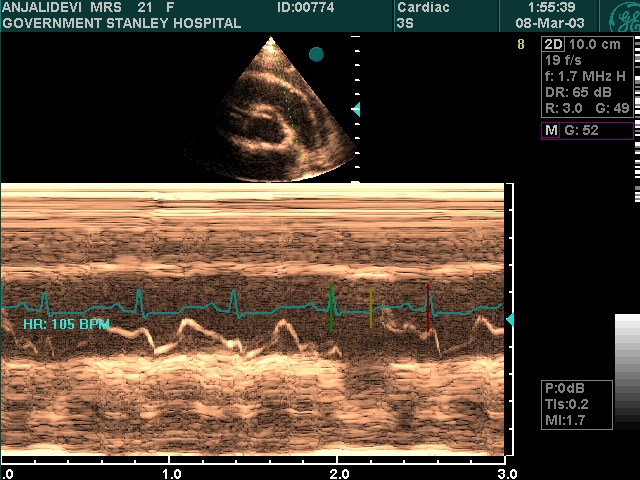 ANJALIDEVI MRS 21 F ID:00774 Cardiac 1:55:39
GOVERNMENT STANLEY HOSPITAL 3S 08-Mar-03
8
2D 10.0 cm
19 f/s
f: 1.7 MHz H
DR: 65 dB
R: 3.0 G: 49
M G: 52
HR: 105 BPM
P:0dB
TIs:0.2
MI:1.7
.0 1.0 2.0 3.0